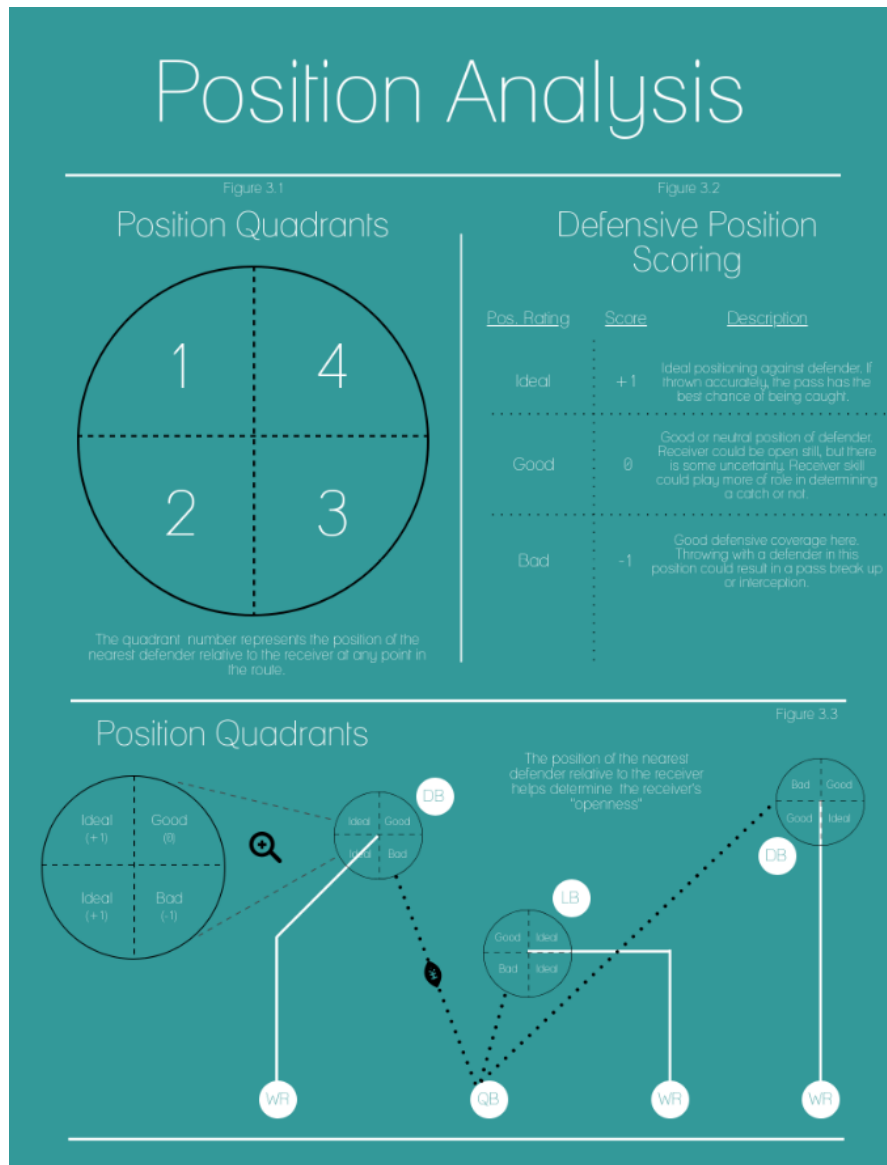 Position Analysis
Figure 3.1
Position Quadrants
1
4
2
3
The quadrant number represents the position of the
nearest defender relative to the receiver at any point in
the route.
Figure 3.2
Defensive Position
Scoring
Pos. Rating Score Description
Ideal +1
Ideal positioning against defender. If
thrown accurately, the pass has the
best chance of being caught.
Good 0
Good or neutral position of defender.
Receiver could be open still, but there
is some uncertainty. Receiver skill
could play more of role in determining
a catch or not.
Bad -1
Good defensive coverage here.
Throwing with a defender in this
position could result in a pass break up
or interception.
Figure 3.3
Position Quadrants
The position of the nearest
defender relative to the receiver
helps determine the receiver's
"openness"
Ideal Good
(+1) (0)
Ideal Bad
(+1) (-1)
DB
Ideal Good
Ideal Bad
LB
Good Ideal
Bad Ideal
Bad Good
Good Ideal
DB
WR QB WR WR